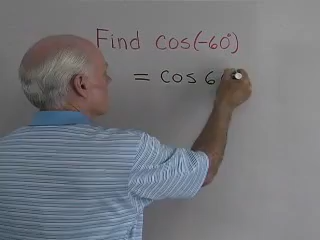 Find cos(-60°)
= cos 6